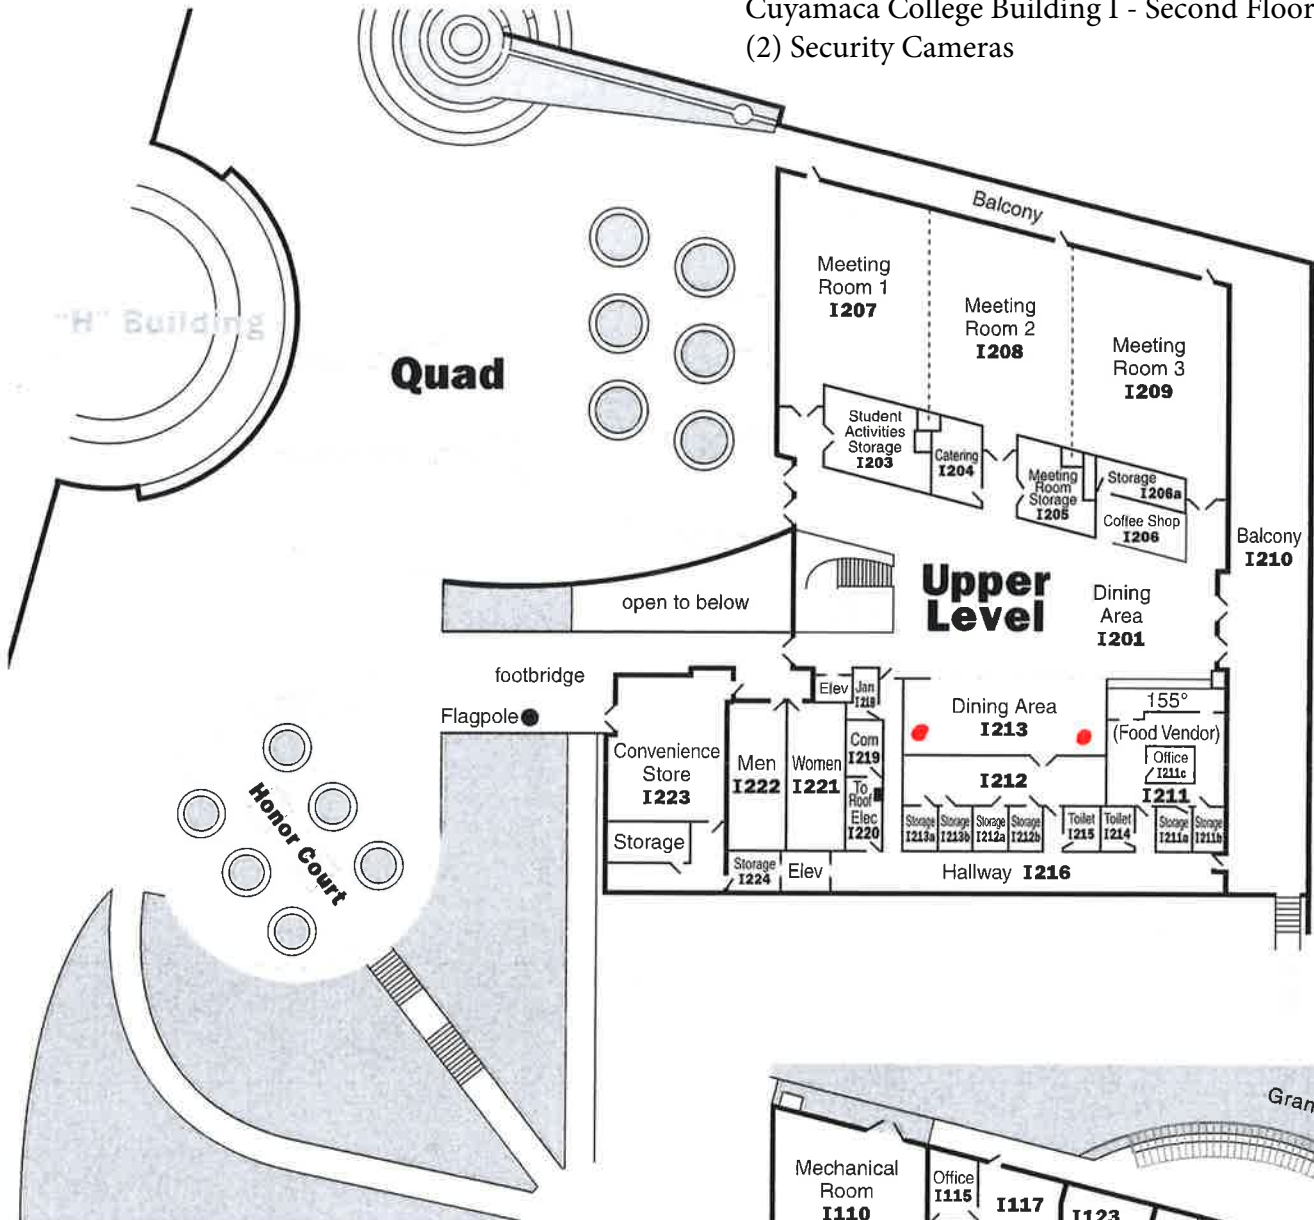 Cuyamaca College Building I - Second Floor
(2) Security Cameras
Balcony
"H" Building
Quad
Meeting
Room 1
I207
Meeting
Room 2
I208
Meeting
Room 3
I209
Student
Activities
Storage
I203
Catering
I204
Meeting
Room
Storage
I205
Storage
I206a
Coffee Shop
I206
Balcony
I210
Upper
Level
Dining
Area
I201
open to below
footbridge
Flagpole
Elev
Jan
I218
Dining Area
I213
155°
(Food Vendor)
Office
I211c
I211
Convenience
Store
I223
Men
I222
Women
I221
Com
I219
To
Roof
Elec
I220
I212
Storage
I213a
Storage
I213b
Storage
I212a
Storage
I212b
Toilet
I215
Toilet
I214
Storage
I211a
Storage
I211b
Storage
Storage
I224
Elev
Hallway I216
Honor Court
Gran
Mechanical
Room
I110
Office
I115
I117
I123